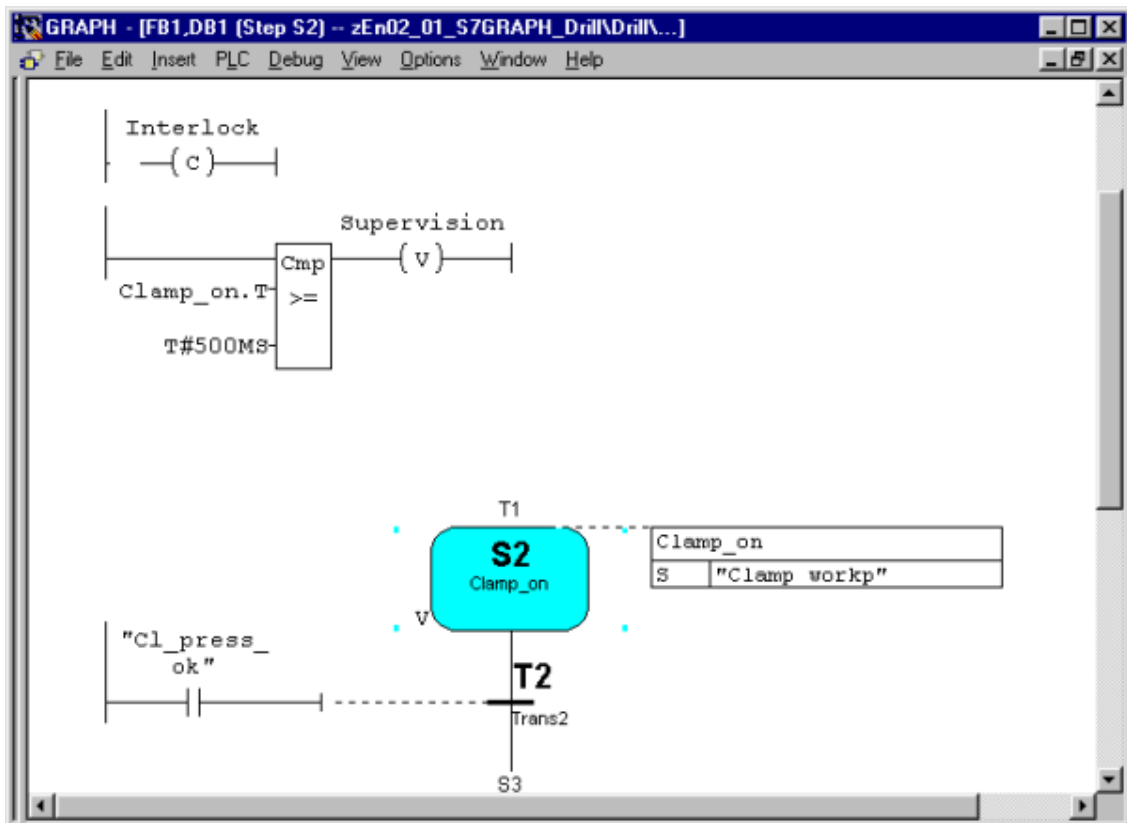 GRAPH - [FB1,DB1 (Step S2) -- zEn02_01_S7GRAPH_Drill\Drill\...]
File Edit Insert PLC Debug View Options Window Help
Interlock
( C )
Supervision
Cmp ( V )
Clamp_on.T >=
T#500MS
T1
S2 Clamp_on
Clamp_on S "Clamp workp"
V
"Cl_press_
ok"
T2
Trans2
S3